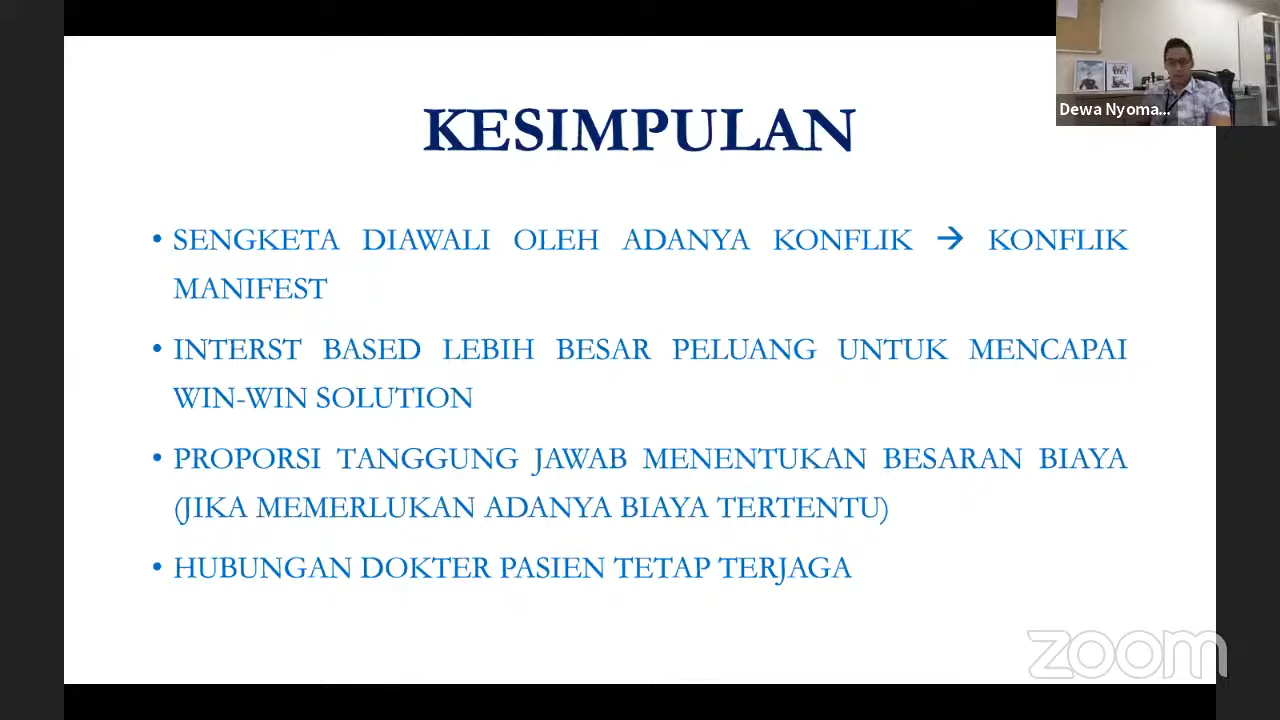 Dewa Nyoma...
KESIMPULAN
• SENGKETA DIAWALI OLEH ADANYA KONFLIK → KONFLIK
MANIFEST
• INTERST BASED LEBIH BESAR PELUANG UNTUK MENCAPAI
WIN-WIN SOLUTION
• PROPORSI TANGGUNG JAWAB MENENTUKAN BESARAN BIAYA
(JIKA MEMERLUKAN ADANYA BIAYA TERTENTU)
• HUBUNGAN DOKTER PASIEN TETAP TERJAGA
zoom